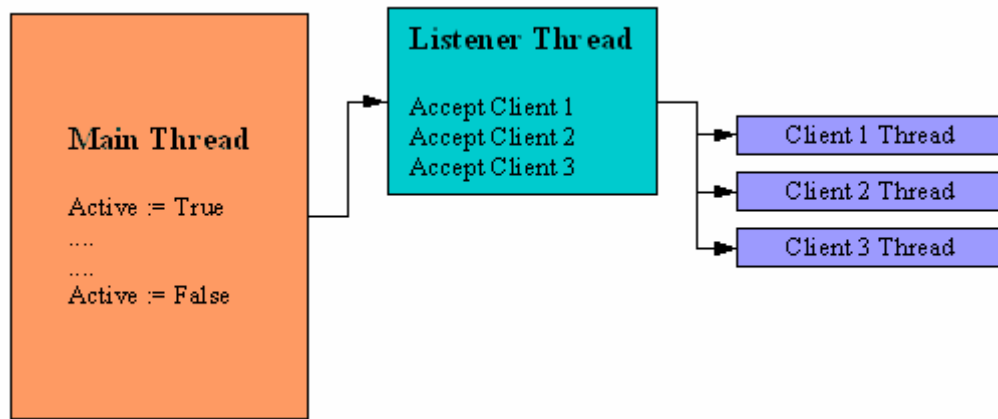 Main Thread
Active := True
....
....
Active := False
Listener Thread
Accept Client 1
Accept Client 2
Accept Client 3
Client 1 Thread
Client 2 Thread
Client 3 Thread